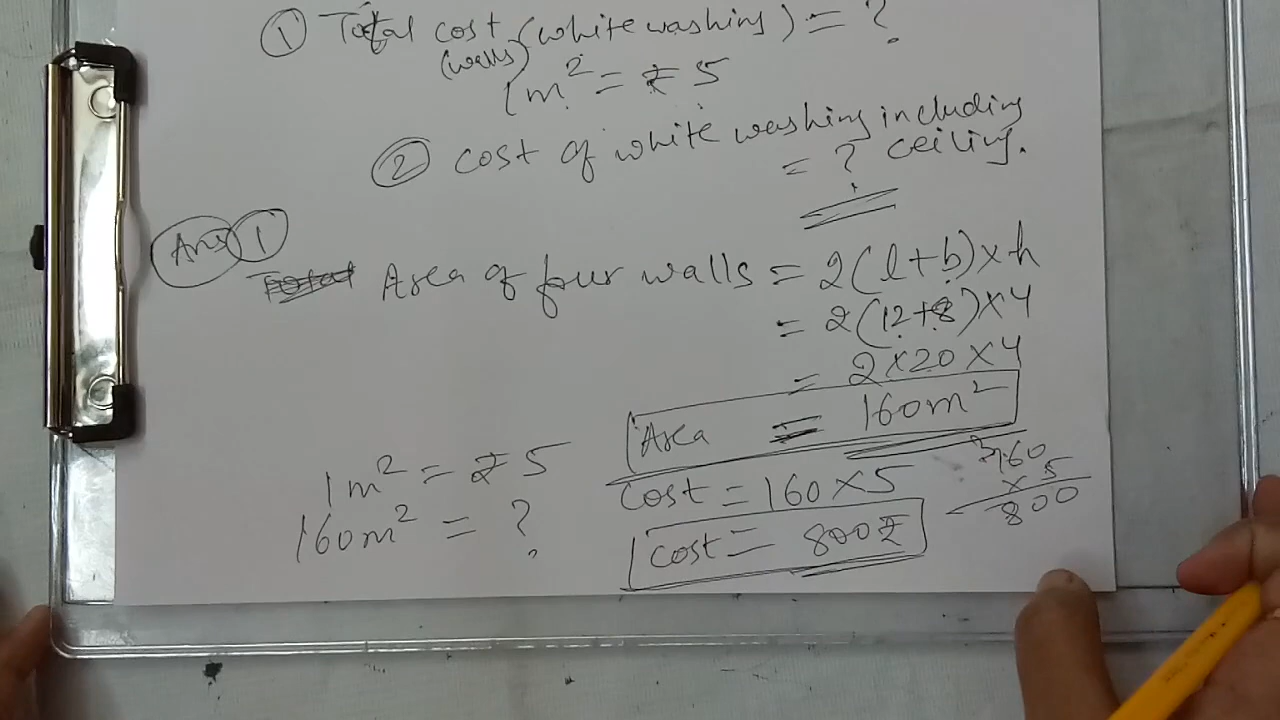 ① Total cost (white washing) = ?
(walls)
1m² = ₹ 5
② cost of white washing including
= ? ceiling.
Ans 1
Area of four walls = 2(l+b)×h
= 2(12+8)×4
= 2×20×4
Area = 160m²
1m² = ₹ 5
cost = 160×5
160
×5
800
160m² = ?
cost = 800₹